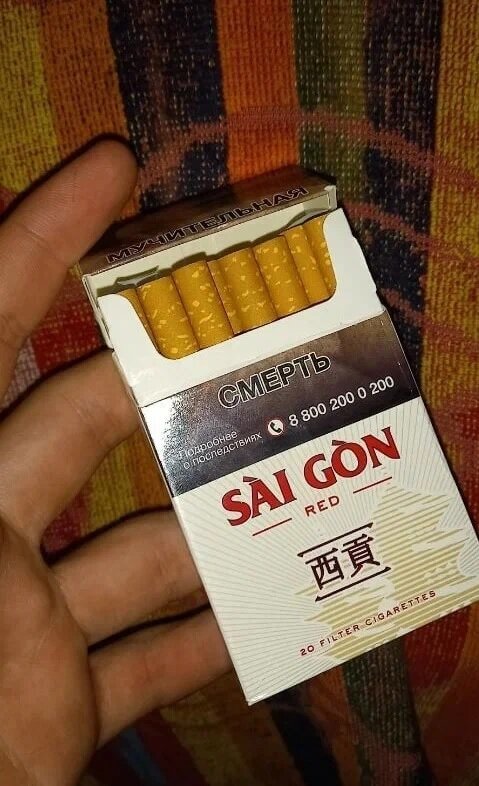 МУЧИТЕЛЬНАЯ
СМЕРТЬ
Подробнее
о последствиях 8 800 200 0 200
SÀI GÒN
RED
西貢
20 FILTER CIGARETTES